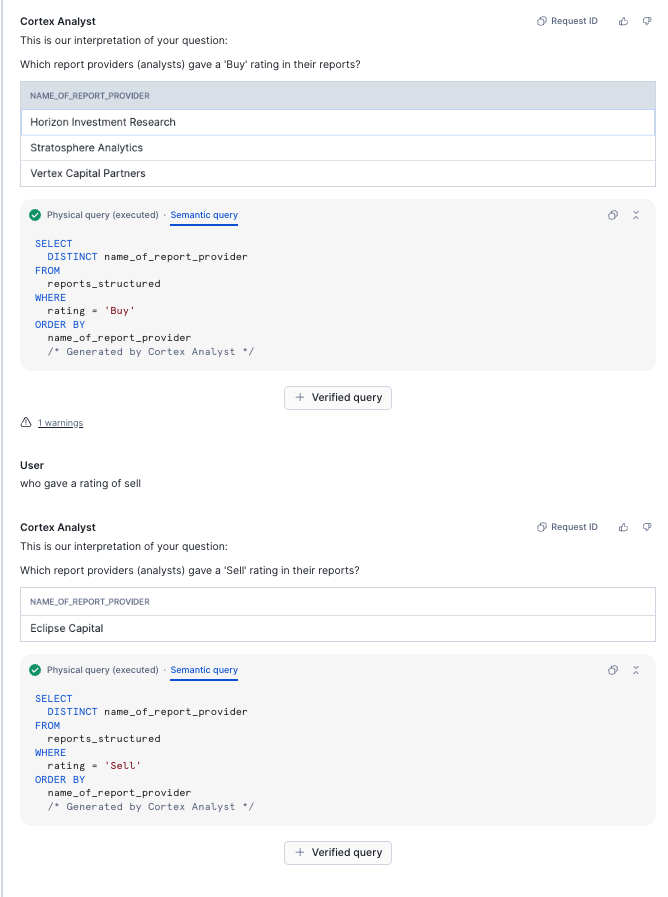 Cortex Analyst
Request ID
This is our interpretation of your question:
Which report providers (analysts) gave a 'Buy' rating in their reports?
NAME_OF_REPORT_PROVIDER
Horizon Investment Research
Stratosphere Analytics
Vertex Capital Partners
Physical query (executed) · Semantic query
SELECT
DISTINCT name_of_report_provider
FROM
reports_structured
WHERE
rating = 'Buy'
ORDER BY
name_of_report_provider
/* Generated by Cortex Analyst */
+ Verified query
1 warnings
User
who gave a rating of sell
Cortex Analyst
Request ID
This is our interpretation of your question:
Which report providers (analysts) gave a 'Sell' rating in their reports?
NAME_OF_REPORT_PROVIDER
Eclipse Capital
Physical query (executed) · Semantic query
SELECT
DISTINCT name_of_report_provider
FROM
reports_structured
WHERE
rating = 'Sell'
ORDER BY
name_of_report_provider
/* Generated by Cortex Analyst */
+ Verified query